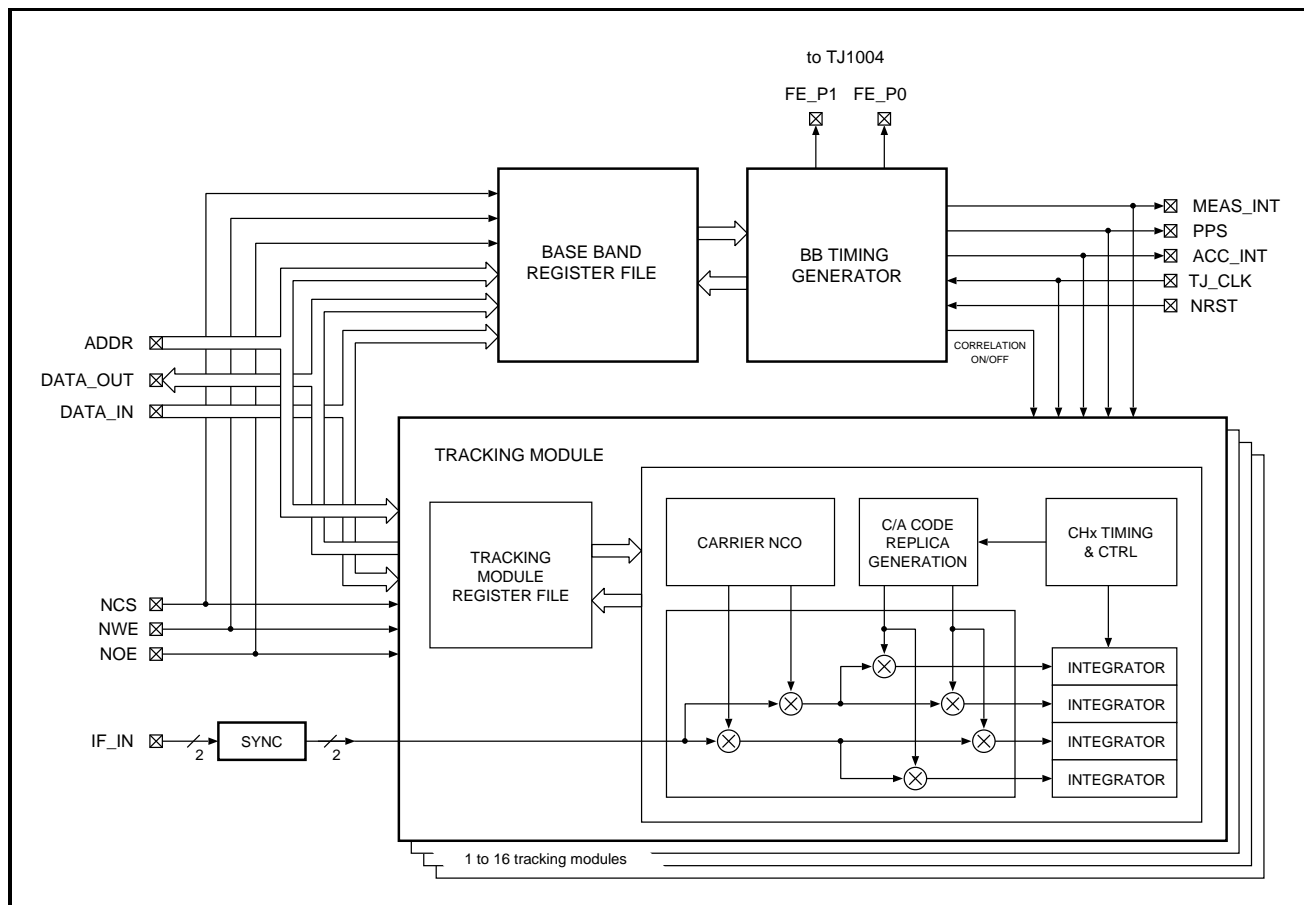 to TJ1004
FE_P1 FE_P0
BASE BAND
REGISTER FILE
BB TIMING
GENERATOR
MEAS_INT
PPS
ACC_INT
TJ_CLK
NRST
CORRELATION
ON/OFF
ADDR
DATA_OUT
DATA_IN
TRACKING MODULE
TRACKING
MODULE
REGISTER FILE
CARRIER NCO
C/A CODE
REPLICA
GENERATION
CHx TIMING
& CTRL
NCS
NWE
NOE
INTEGRATOR
INTEGRATOR
INTEGRATOR
INTEGRATOR
IF_IN
2
SYNC
2
1 to 16 tracking modules